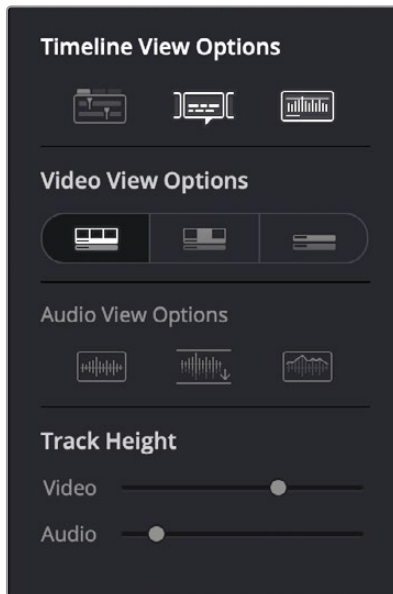 Timeline View Options
Video View Options
Audio View Options
Track Height
Video
Audio